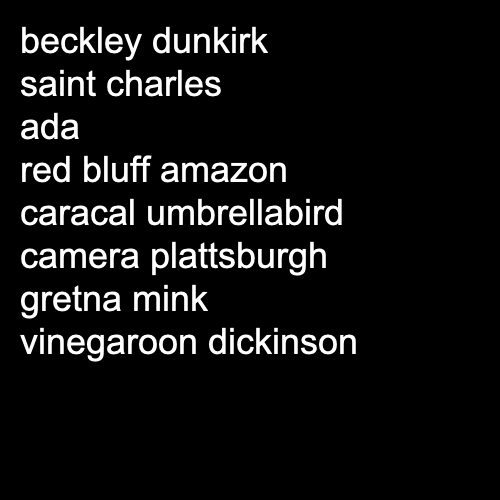 beckley dunkirk
saint charles
ada
red bluff amazon
caracal umbrellabird
camera plattsburgh
gretna mink
vinegaroon dickinson